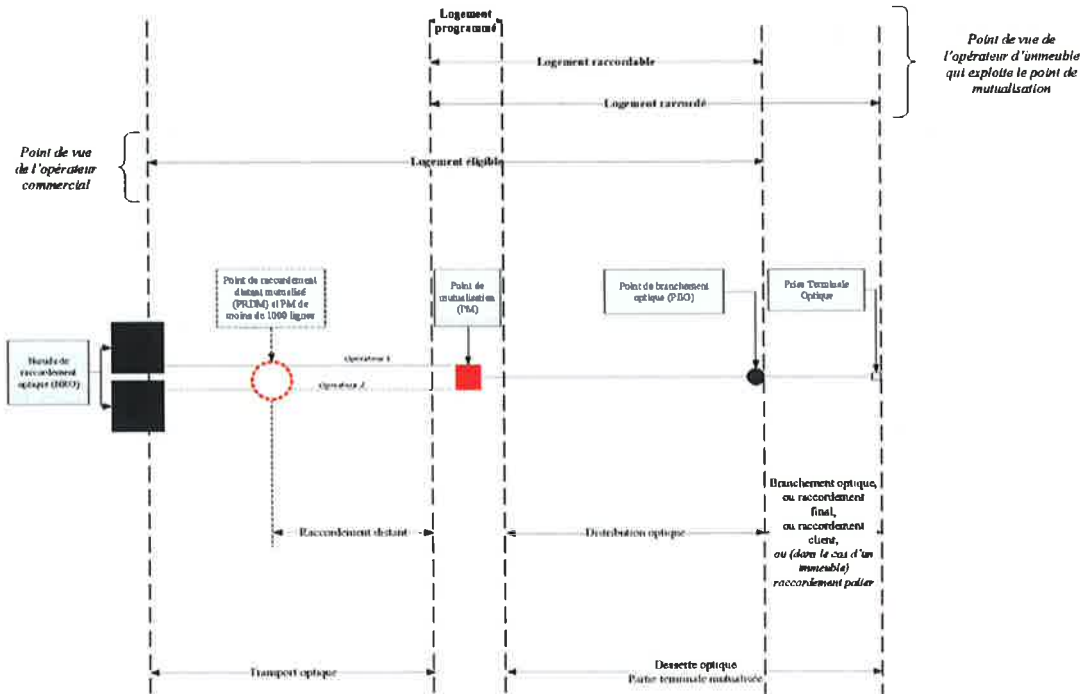 Logement
programmé
Logement raccordable
Logement raccordé
Point de vue de
l'opérateur d'immeuble
qui exploite le point de
mutualisation
Point de vue
de l'opérateur
commercial
Logement éligible
Point de raccordement
distant mutualisé
(PRDM) si PM de
moins de 1000 lignes
Point de
mutualisation
(PM)
Point de branchement
optique (PBO)
Prise Terminale
Optique
Nœuds de
raccordement
optique (NRO)
Opérateur 1
Opérateur 2
Raccordement distant
Distribution optique
Branchement optique,
ou raccordement
final,
ou raccordement
client,
ou (dans le cas d'un
immeuble)
raccordement palier
Transport optique
Desserte optique
Partie terminale mutualisée